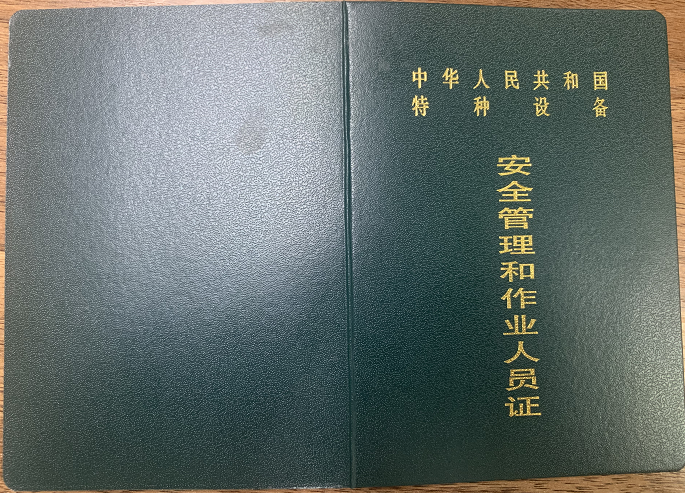 中华人民共和国
特种设备
安全管理和作业人员证